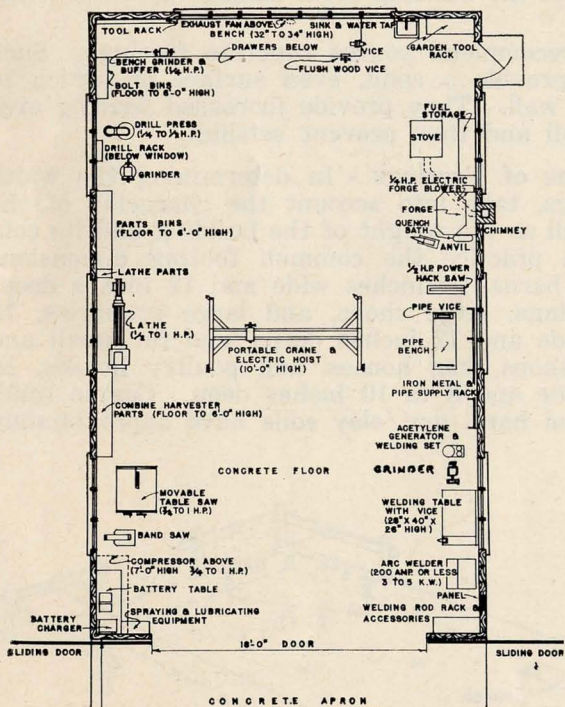 EXHAUST FAN ABOVE
SINK & WATER TAP
TOOL RACK
BENCH (32" TO 34" HIGH)
DRAWERS BELOW
VICE
GARDEN TOOL
RACK
BENCH GRINDER &
BUFFER (¼ H.P.)
FLUSH WOOD VICE
BOLT BINS
(FLOOR TO 6'-0" HIGH)
FUEL
STORAGE
DRILL PRESS
(¼ TO ½ H.P.)
STOVE
DRILL RACK
(BELOW WINDOW)
GRINDER
¼ H.P. ELECTRIC
FORGE BLOWER
FORGE
CHIMNEY
QUENCH
BATH
ANVIL
PARTS BINS
(FLOOR TO 6'-0" HIGH)
½ H.P. POWER
HACK SAW
LATHE PARTS
PIPE VICE
LATHE
(½ TO 1 H.P.)
PORTABLE CRANE &
ELECTRIC HOIST
(10'-0" HIGH)
PIPE
BENCH
IRON METAL &
PIPE SUPPLY RACK
COMBINE HARVESTER
PARTS (FLOOR TO 6'-0" HIGH)
ACETYLENE
GENERATOR &
WELDING SET
CONCRETE FLOOR
GRINDER
MOVABLE
TABLE SAW
(¾ TO 1 H.P.)
WELDING TABLE
WITH VICE
(28" X 40" X
26" HIGH)
BAND SAW
COMPRESSOR ABOVE
(7'-0" HIGH ¾ TO 1 H.P.)
ARC WELDER
(200 AMP. OR LESS
3 TO 5 K.W.)
BATTERY TABLE
PANEL
SPRAYING & LUBRICATING
EQUIPMENT
WELDING ROD RACK &
ACCESSORIES
BATTERY
CHARGER
SLIDING DOOR
16'-0" DOOR
SLIDING DOOR
CONCRETE APRON